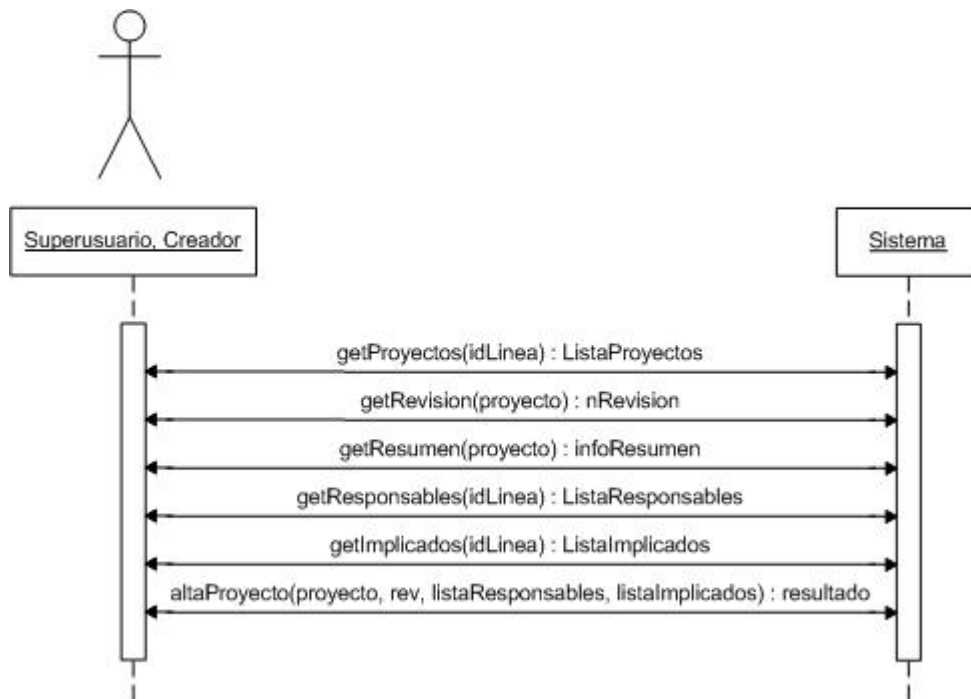 Superusuario, Creador
Sistema
getProyectos(idLinea) : ListaProyectos
getRevision(proyecto) : nRevision
getResumen(proyecto) : infoResumen
getResponsables(idLinea) : ListaResponsables
getImplicados(idLinea) : ListaImplicados
altaProyecto(proyecto, rev, listaResponsables, listaImplicados) : resultado